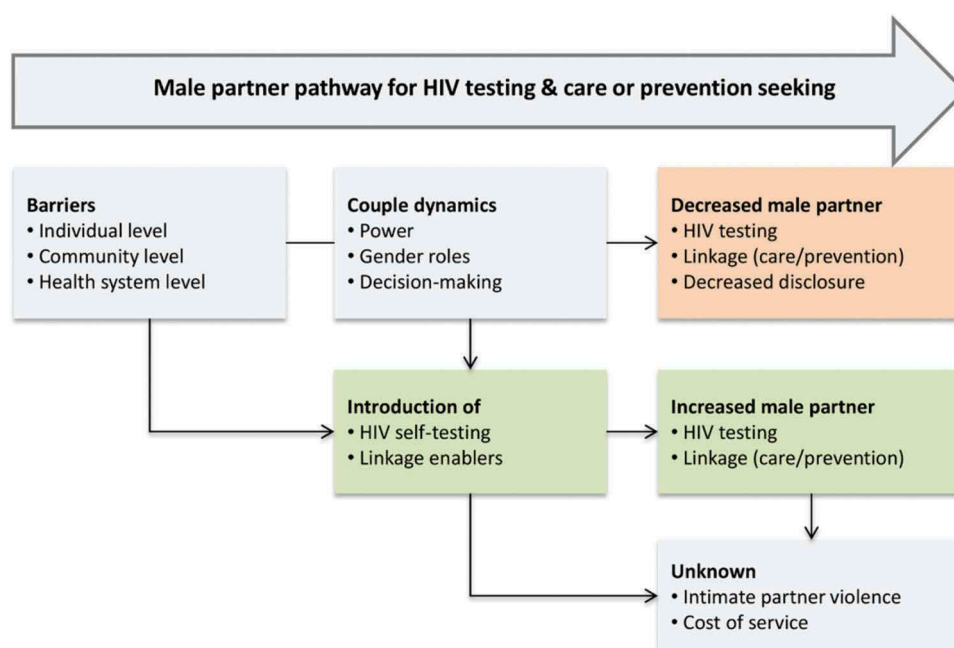 Male partner pathway for HIV testing & care or prevention seeking
Barriers
• Individual level
• Community level
• Health system level
Couple dynamics
• Power
• Gender roles
• Decision-making
Decreased male partner
• HIV testing
• Linkage (care/prevention)
• Decreased disclosure
Introduction of
• HIV self-testing
• Linkage enablers
Increased male partner
• HIV testing
• Linkage (care/prevention)
Unknown
• Intimate partner violence
• Cost of service